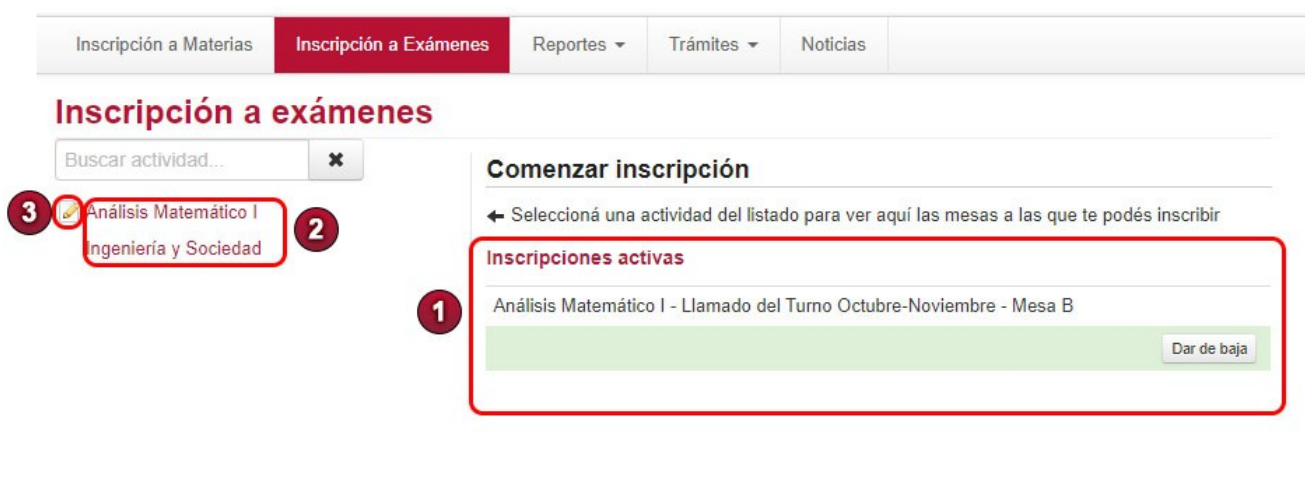 Inscripción a Materias Inscripción a Exámenes Reportes Trámites Noticias
Inscripción a exámenes
Buscar actividad...
Comenzar inscripción
3 Análisis Matemático I
2
Ingeniería y Sociedad
Seleccioná una actividad del listado para ver aquí las mesas a las que te podés inscribir
Inscripciones activas
1
Análisis Matemático I - Llamado del Turno Octubre-Noviembre - Mesa B
Dar de baja